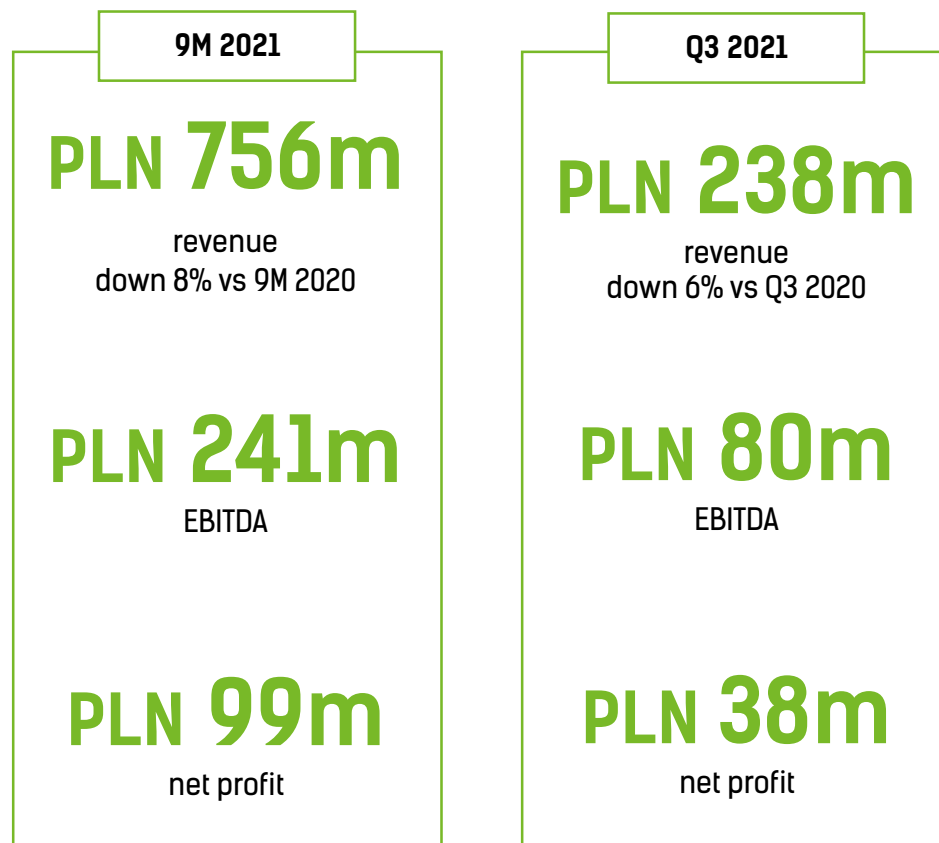 9M 2021
PLN 756m
revenue
down 8% vs 9M 2020
PLN 241m
EBITDA
PLN 99m
net profit
Q3 2021
PLN 238m
revenue
down 6% vs Q3 2020
PLN 80m
EBITDA
PLN 38m
net profit